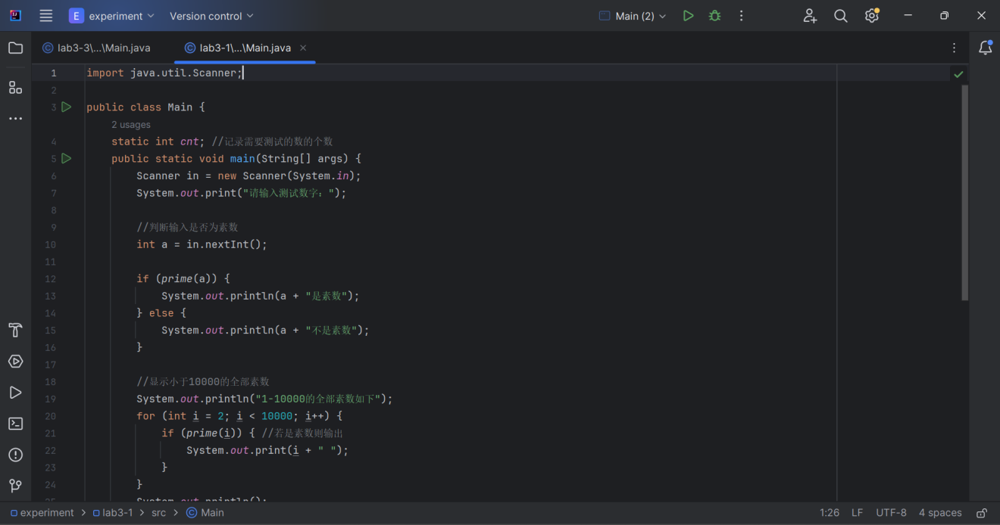 E experiment Version control Main (2)
lab3-3\...\Main.java lab3-1\...\Main.java
1 import java.util.Scanner;
2
3 public class Main {
2 usages
4 static int cnt; //记录需要测试的数的个数
5 public static void main(String[] args) {
6 Scanner in = new Scanner(System.in);
7 System.out.print("请输入测试数字：");
8
9 //判断输入是否为素数
10 int a = in.nextInt();
11
12 if (prime(a)) {
13 System.out.println(a + "是素数");
14 } else {
15 System.out.println(a + "不是素数");
16 }
17
18 //显示小于10000的全部素数
19 System.out.println("1-10000的全部素数如下");
20 for (int i = 2; i < 10000; i++) {
21 if (prime(i)) { //若是素数则输出
22 System.out.print(i + " ");
23 }
24 }
25 System.out.println();
experiment > lab3-1 > src > Main 1:26 LF UTF-8 4 spaces